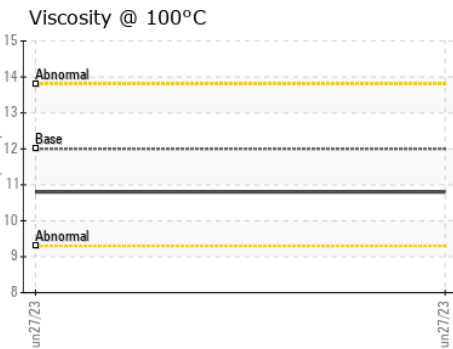 Viscosity @ 100°C
15
Abnormal
14
13
Base
12
11
10
Abnormal
9
8
un27/23
un27/23